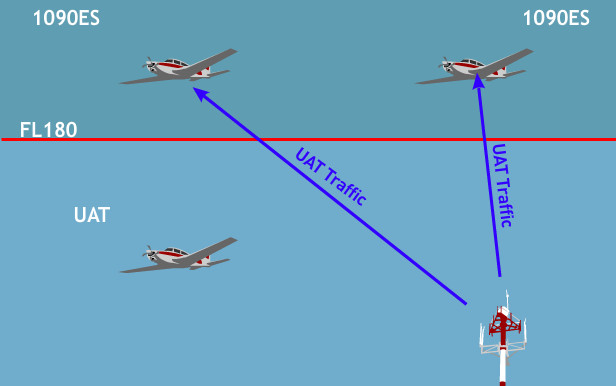 1090ES
1090ES
FL180
UAT Traffic
UAT Traffic
UAT